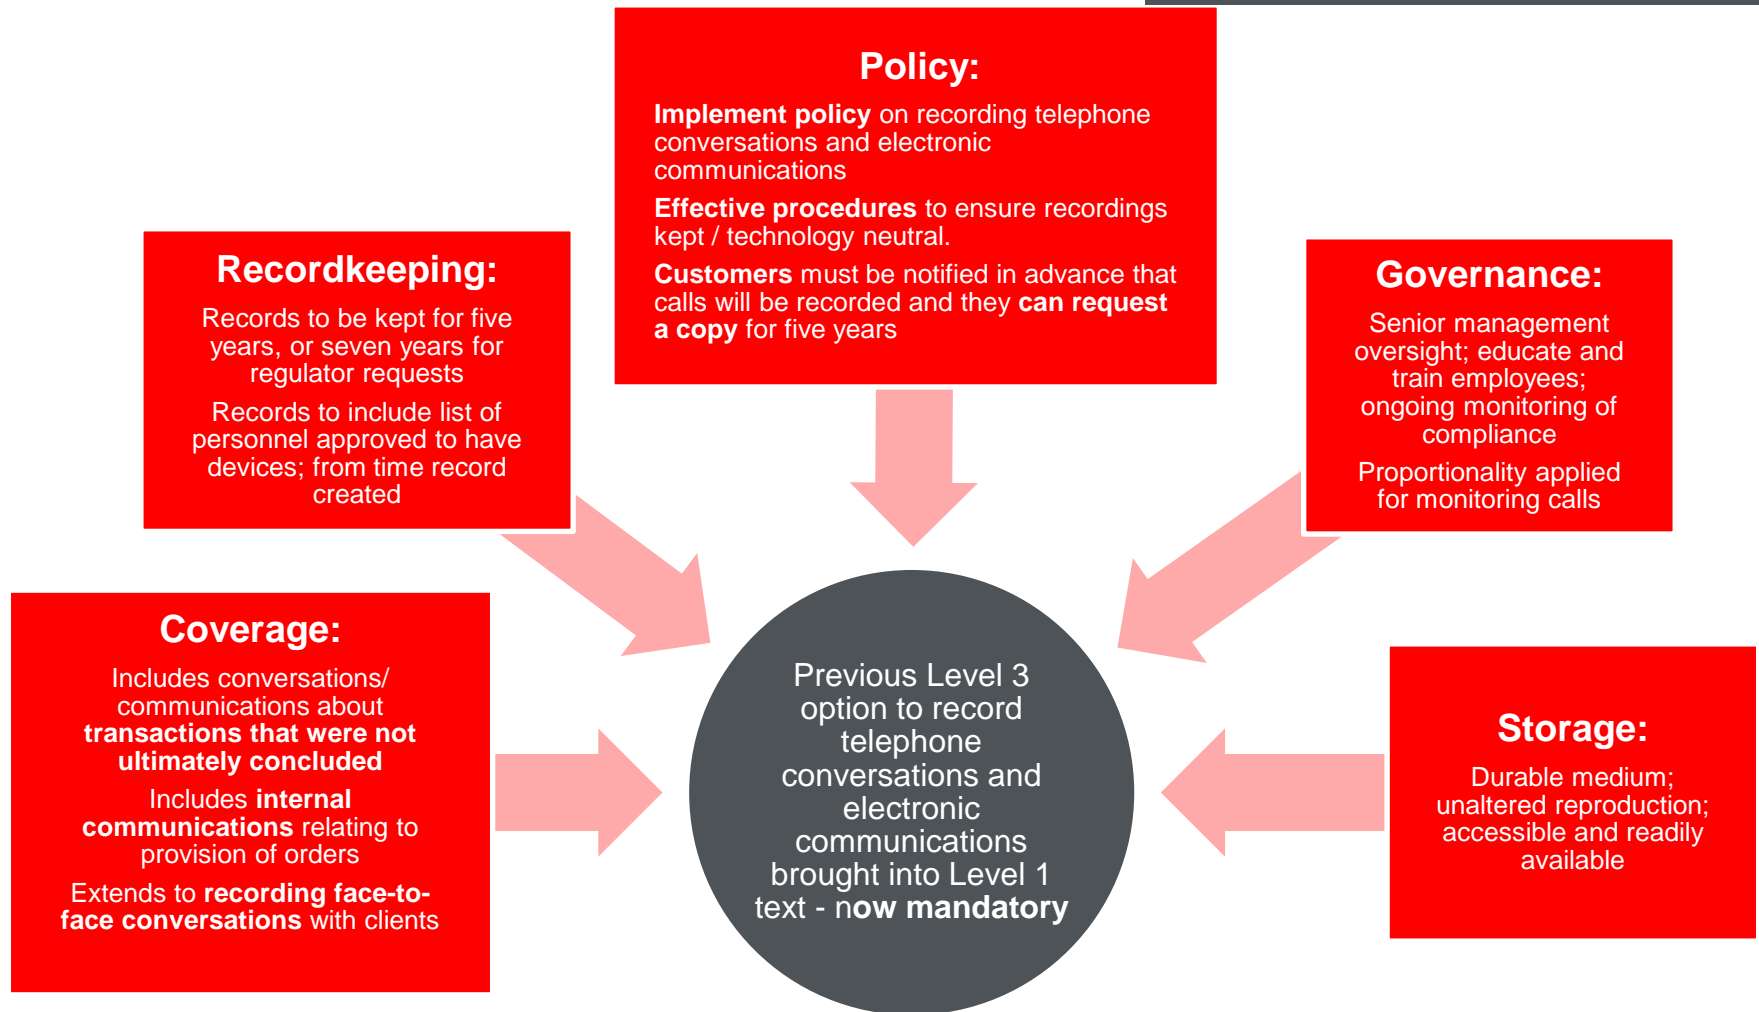 Policy:
Implement policy on recording telephone
conversations and electronic
communications
Effective procedures to ensure recordings
kept / technology neutral.
Customers must be notified in advance that
calls will be recorded and they can request
a copy for five years
Recordkeeping:
Records to be kept for five
years, or seven years for
regulator requests
Records to include list of
personnel approved to have
devices; from time record
created
Governance:
Senior management
oversight; educate and
train employees;
ongoing monitoring of
compliance
Proportionality applied
for monitoring calls
Coverage:
Includes conversations/
communications about
transactions that were not
ultimately concluded
Includes internal
communications relating to
provision of orders
Extends to recording face-to-
face conversations with clients
Previous Level 3
option to record
telephone
conversations and
electronic
communications
brought into Level 1
text - now mandatory
Storage:
Durable medium;
unaltered reproduction;
accessible and readily
available